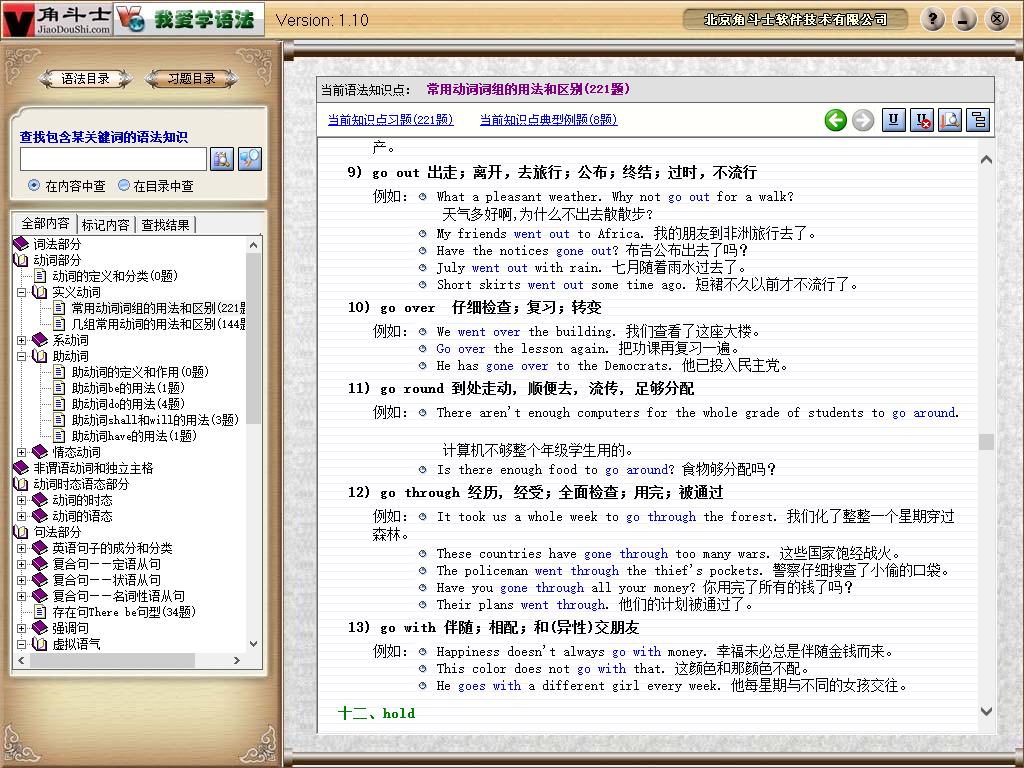 角斗士
JiaoDouShi.com
我爱学语法
Version: 1.10
北京角斗士软件技术有限公司
语法目录
习题目录
查找包含某关键词的语法知识
在内容中查
在目录中查
全部内容
标记内容
查找结果
词法部分
动词部分
动词的定义和分类(0题)
实义动词
常用动词词组的用法和区别(221题
几组常用动词的用法和区别(144题
系动词
助动词
助动词的定义和作用(0题)
助动词be的用法(1题)
助动词do的用法(4题)
助动词shall和will的用法(3题)
助动词have的用法(1题)
情态动词
非谓语动词和独立主格
动词时态语态部分
动词的时态
动词的语态
句法部分
英语句子的成分和分类
复合句——定语从句
复合句——状语从句
复合句——名词性语从句
存在句There be句型(34题)
强调句
虚拟语气
当前语法知识点： 常用动词词组的用法和区别(221题)
当前知识点习题(221题)
当前知识点典型例题(8题)
产。
9) go out 出走；离开，去旅行；公布；终结；过时，不流行
例如： What a pleasant weather. Why not go out for a walk?
天气多好啊,为什么不出去散散步?
My friends went out to Africa. 我的朋友到非洲旅行去了。
Have the notices gone out? 布告公布出去了吗?
July went out with rain. 七月随着雨水过去了。
Short skirts went out some time ago. 短裙不久以前才不流行了。
10) go over 仔细检查；复习；转变
例如： We went over the building. 我们查看了这座大楼。
Go over the lesson again. 把功课再复习一遍。
He has gone over to the Democrats. 他已投入民主党。
11) go round 到处走动，顺便去，流传，足够分配
例如： There aren't enough computers for the whole grade of students to go around.
计算机不够整个年级学生用的。
Is there enough food to go around? 食物够分配吗?
12) go through 经历，经受；全面检查；用完；被通过
例如： It took us a whole week to go through the forest. 我们化了整整一个星期穿过
森林。
These countries have gone through too many wars. 这些国家饱经战火。
The policeman went through the thief's pockets. 警察仔细搜查了小偷的口袋。
Have you gone through all your money? 你用完了所有的钱了吗?
Their plans went through. 他们的计划被通过了。
13) go with 伴随；相配；和(异性)交朋友
例如： Happiness doesn't always go with money. 幸福未必总是伴随金钱而来。
This color does not go with that. 这颜色和那颜色不配。
He goes with a different girl every week. 他每星期与不同的女孩交往。
十二、hold